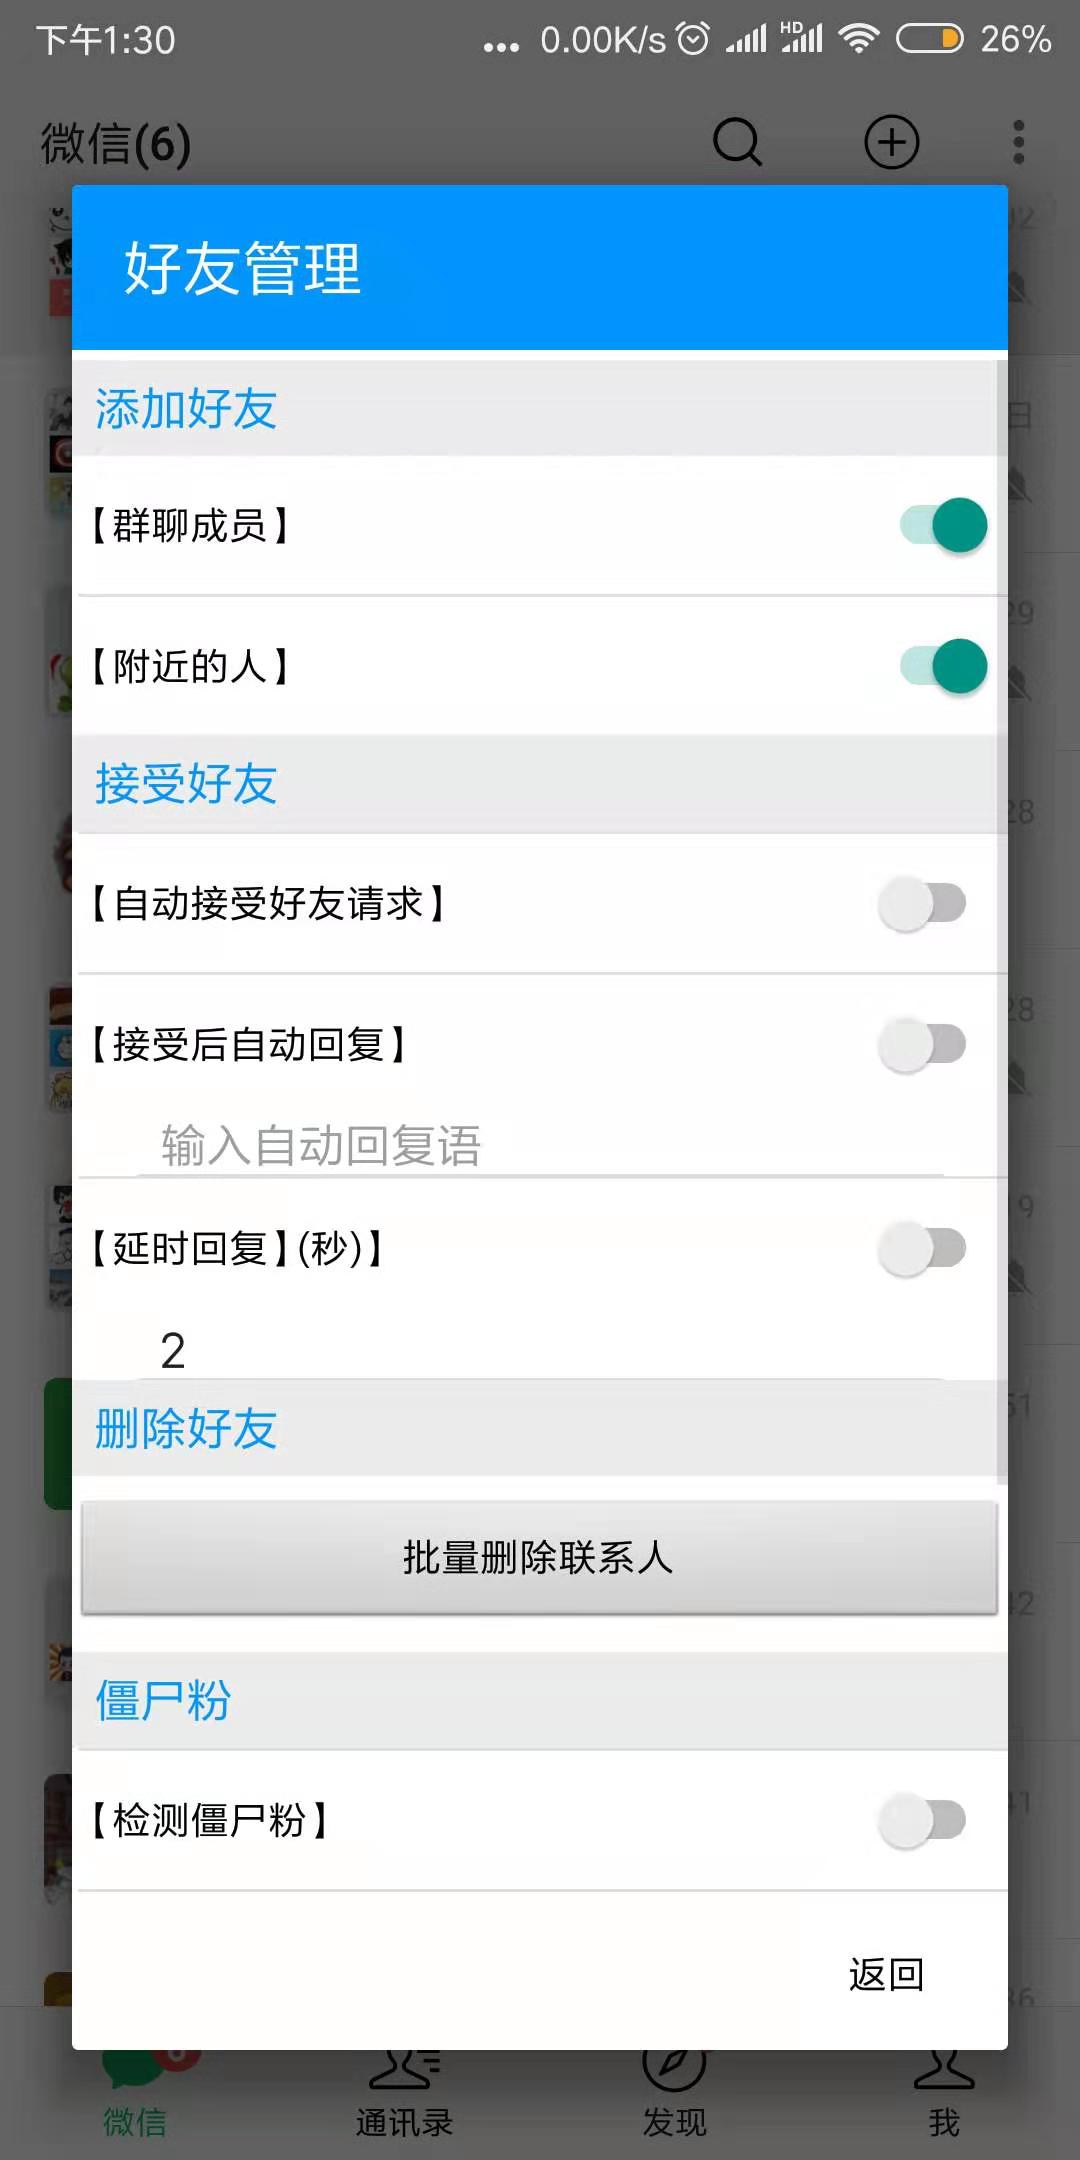 下午1:30
... 0.00K/s HD 26%
微信(6)
好友管理
添加好友
【群聊成员】
【附近的人】
接受好友
【自动接受好友请求】
【接受后自动回复】
输入自动回复语
【延时回复】(秒)】
2
删除好友
批量删除联系人
僵尸粉
【检测僵尸粉】
返回
微信
通讯录
发现
我